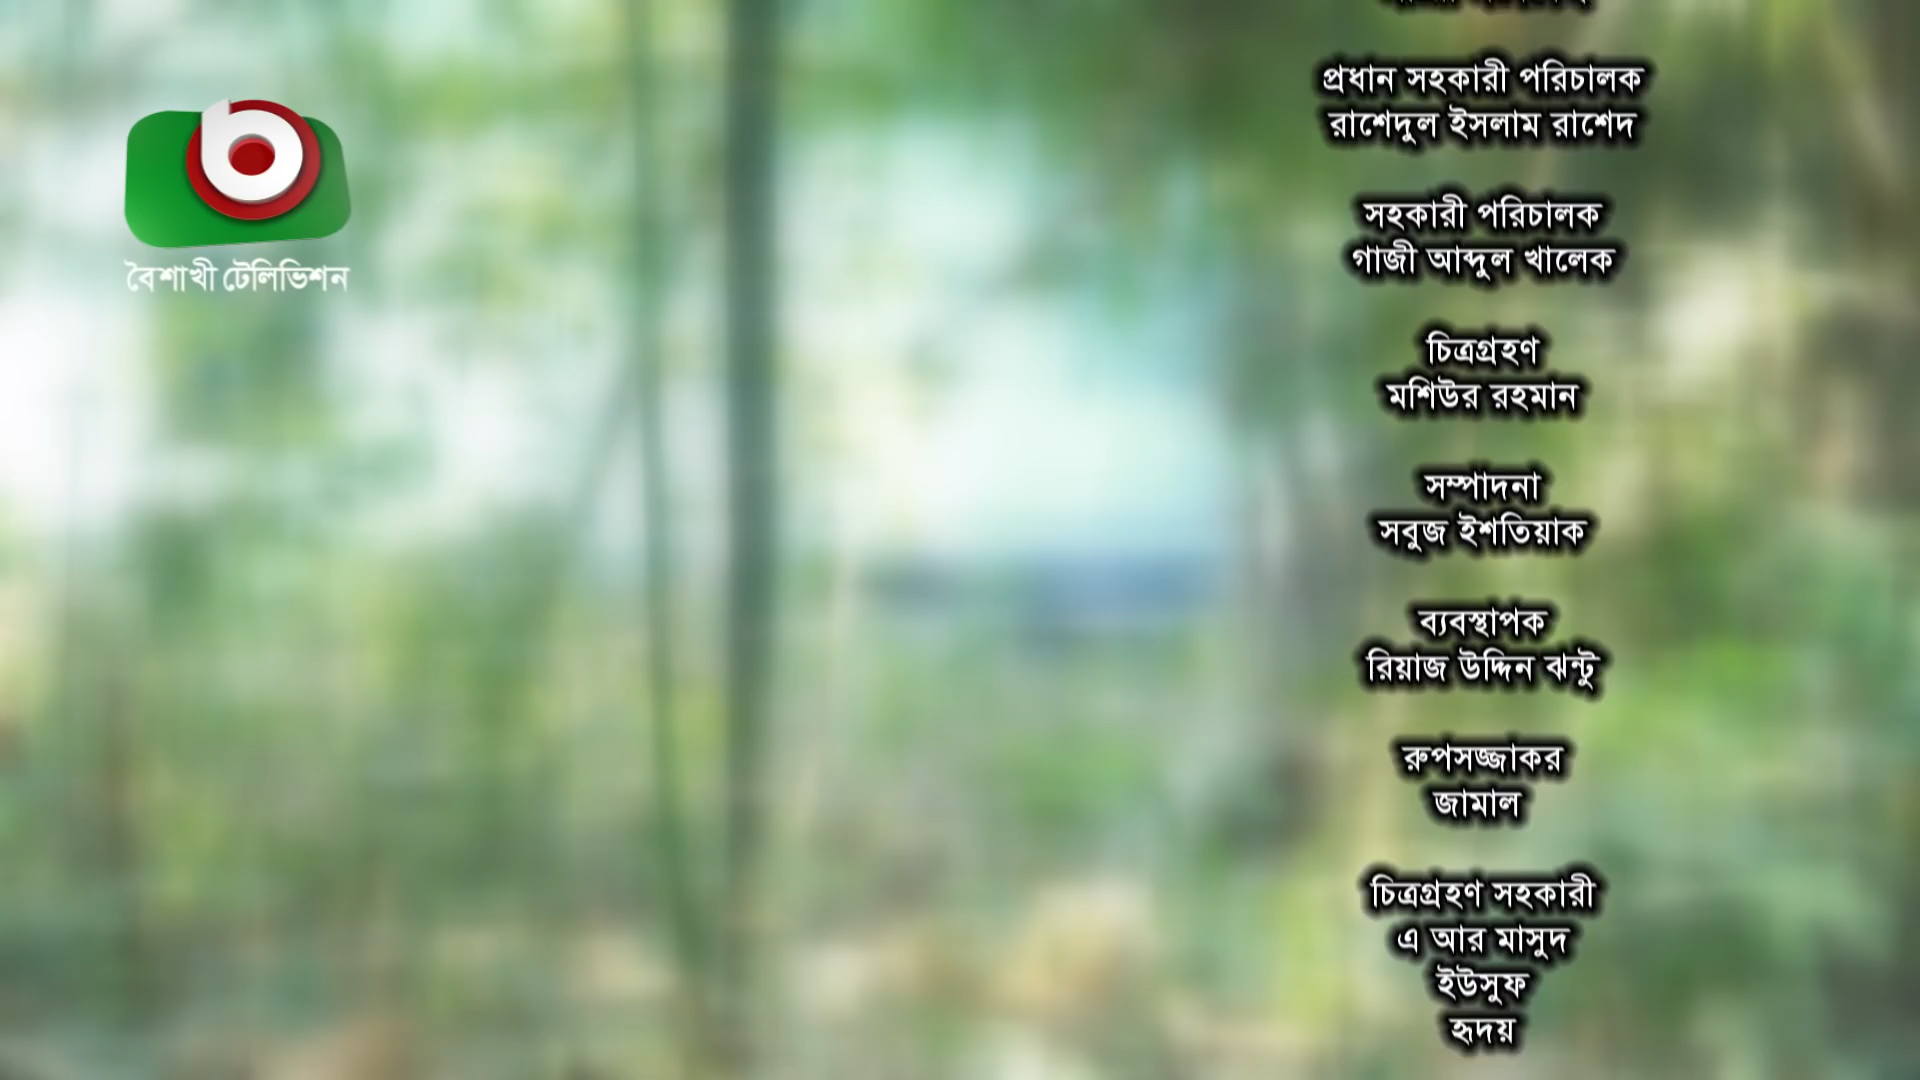 বৈশাখী টেলিভিশন
প্রধান সহকারী পরিচালক
রাশেদুল ইসলাম রাশেদ
সহকারী পরিচালক
গাজী আব্দুল খালেক
চিত্রগ্রহণ
মশিউর রহমান
সম্পাদনা
সবুজ ইশতিয়াক
ব্যবস্থাপক
রিয়াজ উদ্দিন ঝন্টু
রুপসজ্জাকর
জামাল
চিত্রগ্রহণ সহকারী
এ আর মাসুদ
ইউসুফ
হৃদয়